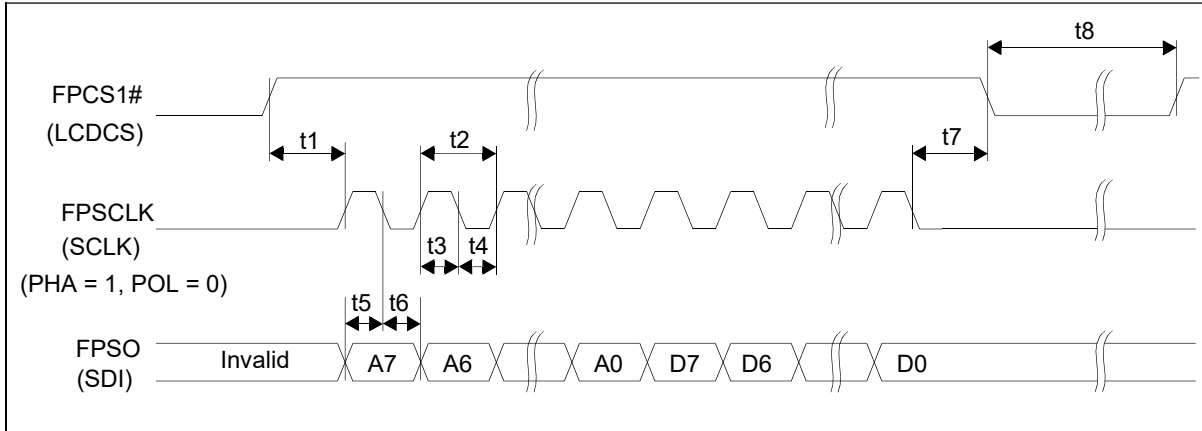 t8
FPCS1#
(LCDCS)
t1
t2
t7
FPSCLK
(SCLK)
(PHA = 1, POL = 0)
t3
t4
t5
t6
FPSO
(SDI)
Invalid
A7
A6
A0
D7
D6
D0